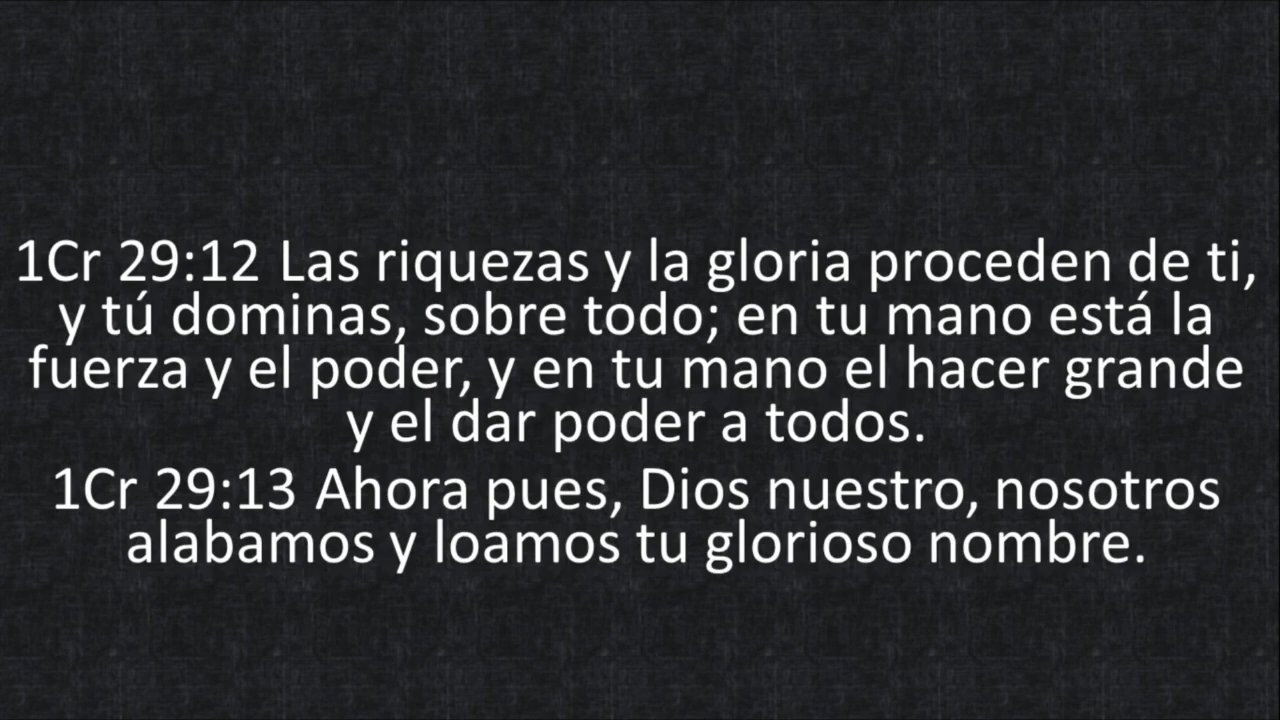 1Cr 29:12 Las riquezas y la gloria proceden de ti,
y tú dominas, sobre todo; en tu mano está la
fuerza y el poder, y en tu mano el hacer grande
y el dar poder a todos.
1Cr 29:13 Ahora pues, Dios nuestro, nosotros
alabamos y loamos tu glorioso nombre.